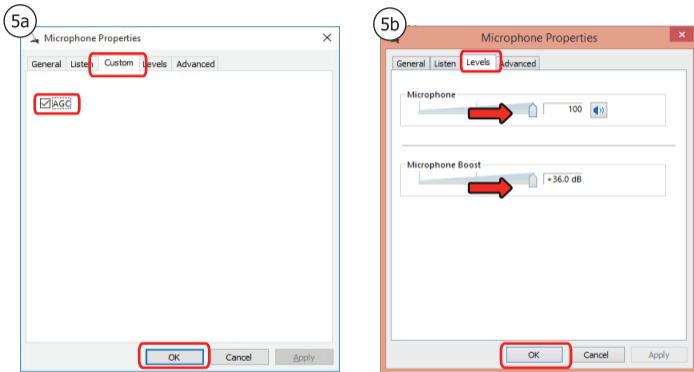 5a
Microphone Properties
General Listen Custom Levels Advanced
AGC
OK Cancel Apply
5b
Microphone Properties
General Listen Levels Advanced
Microphone
100
Microphone Boost
+36.0 dB
OK Cancel Apply